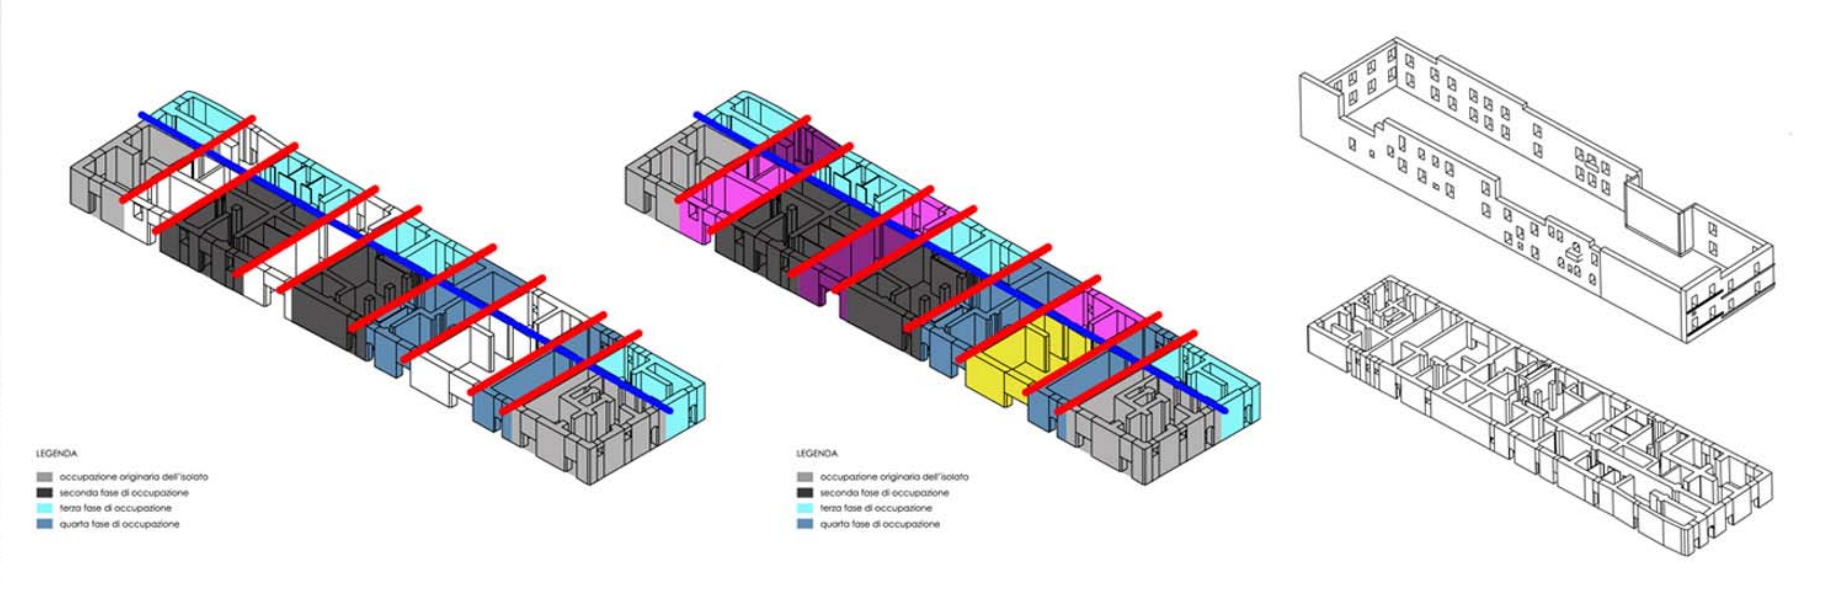 LEGENDA
occupazione originaria dell'isolato
seconda fase di occupazione
terza fase di occupazione
quarta fase di occupazione
LEGENDA
occupazione originaria dell'isolato
seconda fase di occupazione
terza fase di occupazione
quarta fase di occupazione